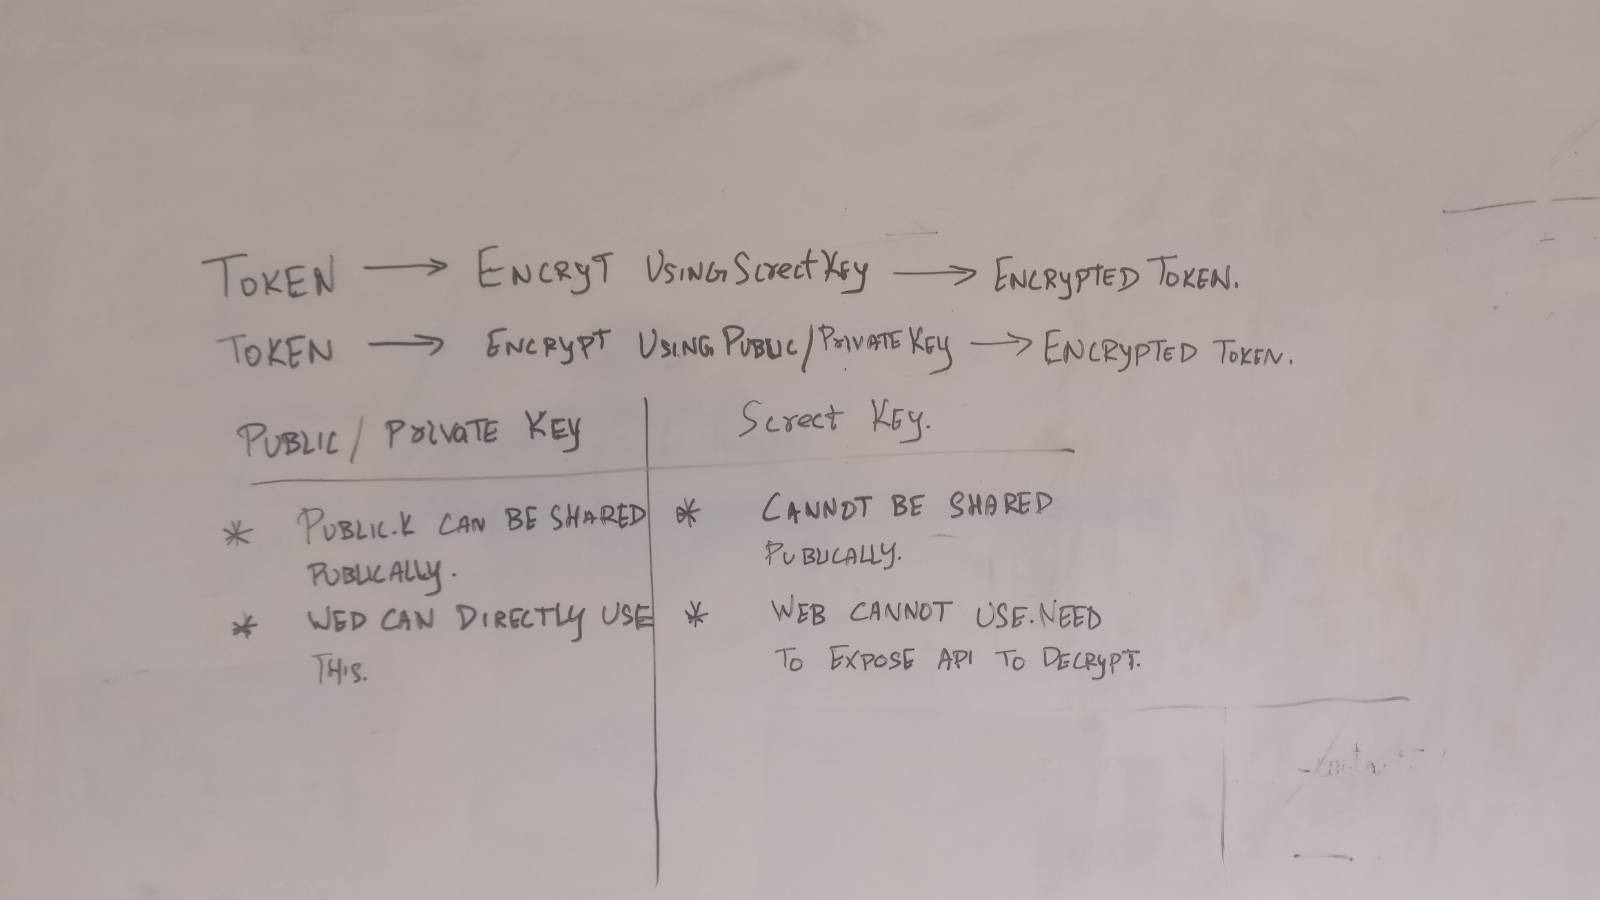 TOKEN → ENCRYT USING SCRECT KEY → ENCRYPTED TOKEN.
TOKEN → ENCRYPT USING PUBLIC/PRIVATE KEY → ENCRYPTED TOKEN.
PUBLIC/ PRIVATE KEY
SCRECT KEY.
* PUBLIC.K CAN BE SHARED
PUBLICALLY.
* WED CAN DIRECTLY USE
THIS.
* CANNOT BE SHARED
PUBLICALLY.
* WEB CANNOT USE. NEED
TO EXPOSE API TO DECRYPT.